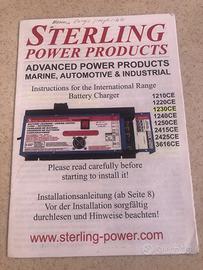 STERLING
POWER PRODUCTS
ADVANCED POWER PRODUCTS
MARINE, AUTOMOTIVE & INDUSTRIAL
Instructions for the International Range
Battery Charger
1210CE
1220CE
1230CE
1240CE
1250CE
2415CE
2425CE
3616CE
Please read carefully before
starting to install it!
Installationsanleitung (ab Seite 8)
Vor der Installation sorgfältig
durchlesen und Hinweise beachten!
www.sterling-power.com